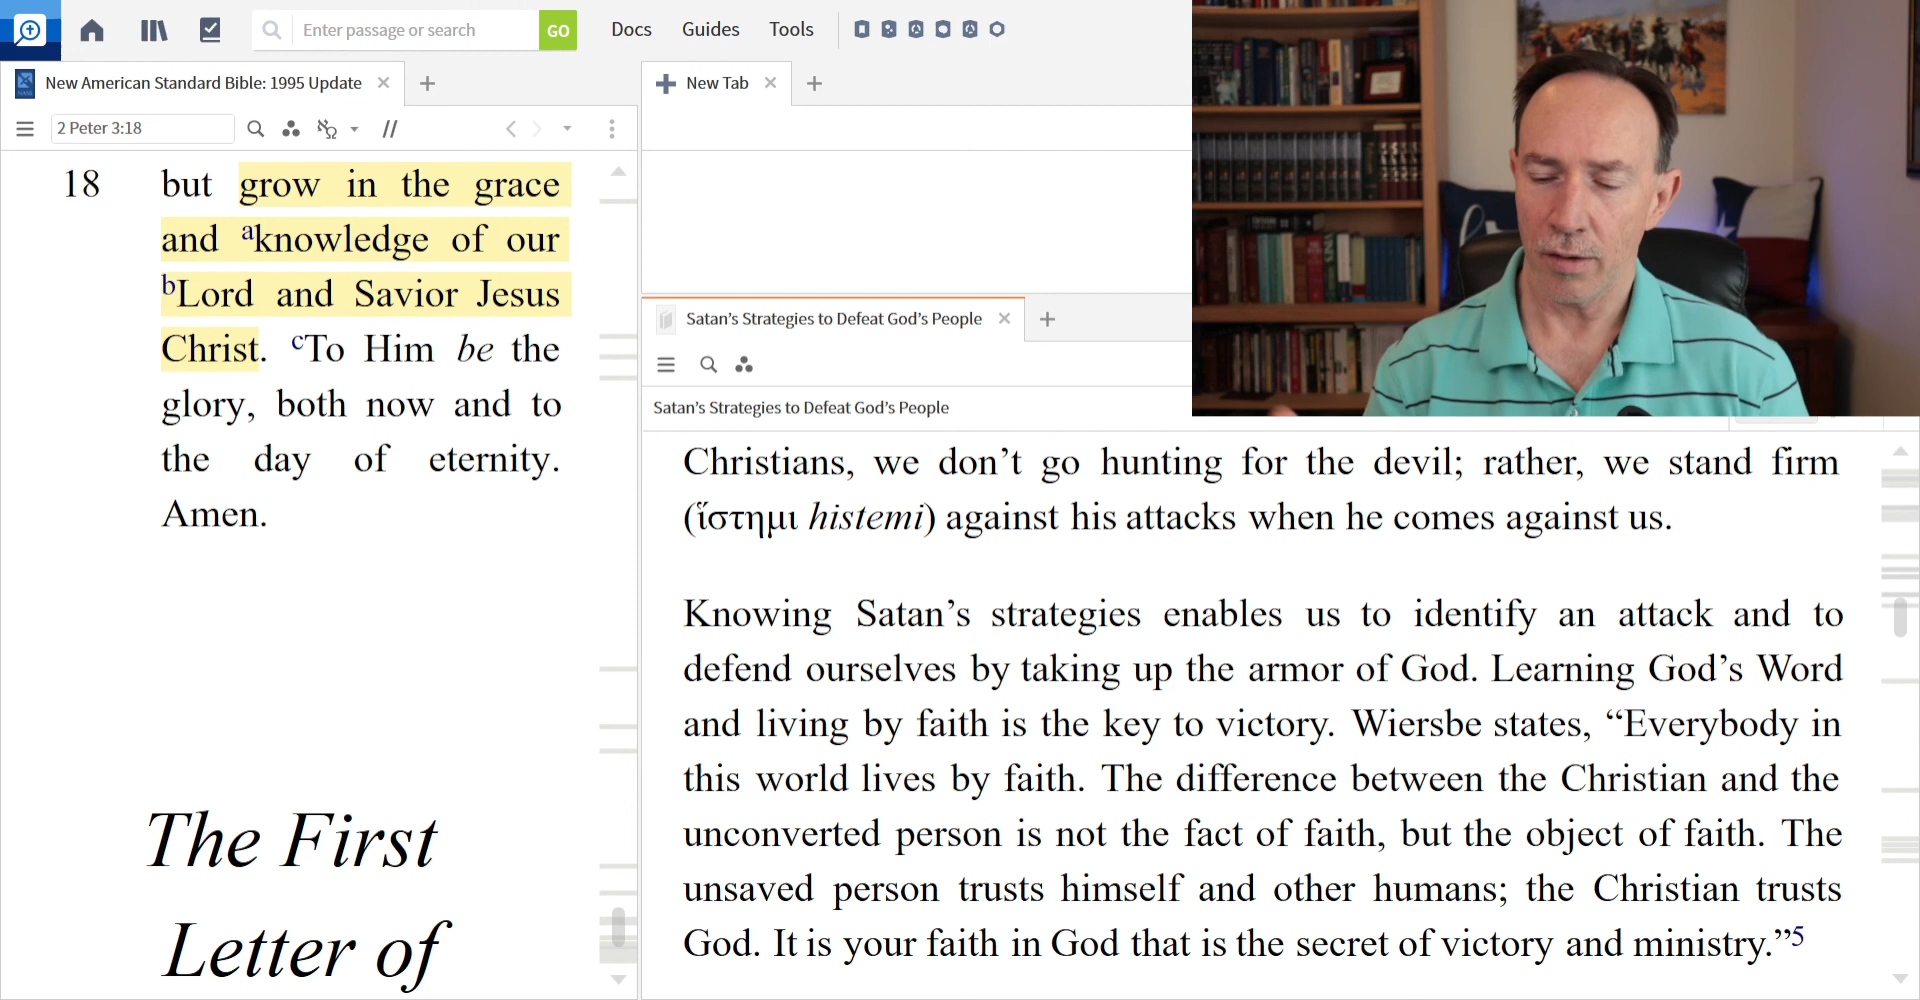 Enter passage or search
GO
Docs
Guides
Tools
New American Standard Bible: 1995 Update
New Tab
2 Peter 3:18
18 but grow in the grace
and aknowledge of our
bLord and Savior Jesus
Christ. cTo Him be the
glory, both now and to
the day of eternity.
Amen.
The First
Letter of
Satan’s Strategies to Defeat God’s People
Satan’s Strategies to Defeat God’s People
Christians, we don’t go hunting for the devil; rather, we stand firm
(ἵστημι histemi) against his attacks when he comes against us.
Knowing Satan’s strategies enables us to identify an attack and to
defend ourselves by taking up the armor of God. Learning God’s Word
and living by faith is the key to victory. Wiersbe states, “Everybody in
this world lives by faith. The difference between the Christian and the
unconverted person is not the fact of faith, but the object of faith. The
unsaved person trusts himself and other humans; the Christian trusts
God. It is your faith in God that is the secret of victory and ministry.”5